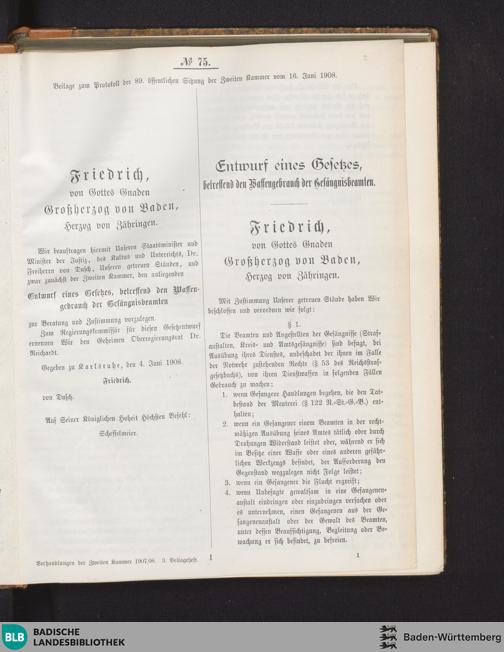 № 75.
Beilage zum Protokoll der 89. öffentlichen Sitzung der Zweiten Kammer vom 16. Juni 1908.
Friedrich,
von Gottes Gnaden
Großherzog von Baden,
Herzog von Zähringen.
Wir beauftragen hiermit Unseren Staatsminister und
Minister der Justiz, des Kultus und Unterrichts, Dr.
Freiherrn von Dusch, Unseren getreuen Ständen, und
zwar zunächst der Zweiten Kammer, den anliegenden
Entwurf eines Gesetzes, betreffend den Waffen-
gebrauch der Gefängnisbeamten
zur Beratung und Zustimmung vorzulegen.
Zum Regierungskommissär für diesen Gesetzentwurf
ernennen Wir den Geheimen Oberregierungsrat Dr.
Reichardt.
Gegeben zu Karlsruhe, den 4. Juni 1908.
Friedrich.
von Dusch.
Auf Seiner Königlichen Hoheit Höchsten Befehl:
Scheffelmeier.
Entwurf eines Gesetzes,
betreffend den Waffengebrauch der Gefängnisbeamten.
Friedrich,
von Gottes Gnaden
Großherzog von Baden,
Herzog von Zähringen.
Mit Zustimmung Unserer getreuen Stände haben Wir
beschlossen und verordnen wie folgt:
§ 1.
Die Beamten und Angestellten der Gefängnisse (Straf-
anstalten, Kreis- und Amtsgefängnisse) sind befugt, bei
Ausübung ihres Dienstes, unbeschadet der ihnen im Falle
der Notwehr zustehenden Rechte (§ 53 des Reichsstraf-
gesetzbuchs), von ihren Dienstwaffen in folgenden Fällen
Gebrauch zu machen:
1. wenn Gefangene Handlungen begehen, die den Tat-
bestand der Meuterei (§ 122 R.-St.-G.-B.) ent-
halten;
2. wenn ein Gefangener einem Beamten in der recht-
mäßigen Ausübung seines Amtes tätlich oder durch
Drohungen Widerstand leistet oder, während er sich
im Besitze einer Waffe oder eines anderen gefähr-
lichen Werkzeugs befindet, der Aufforderung den
Gegenstand wegzulegen nicht Folge leistet;
3. wenn ein Gefangener die Flucht ergreift;
4. wenn Unbefugte gewaltsam in eine Gefangenen-
anstalt eindringen oder einzudringen versuchen oder
es unternehmen, einen Gefangenen aus der Ge-
fangenenanstalt oder der Gewalt des Beamten,
unter dessen Beaufsichtigung, Begleitung oder Be-
wachung er sich befindet, zu befreien.
Verhandlungen der Zweiten Kammer 1907/08. 3. Beilageheft.
1
BLB BADISCHE
LANDESBIBLIOTHEK
Baden-Württemberg